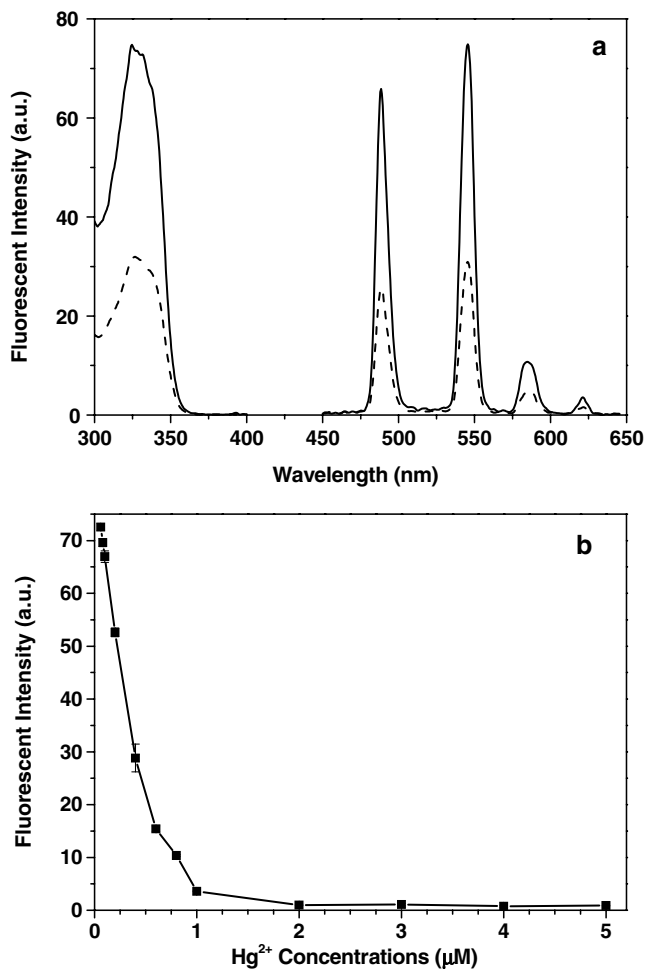 a
80
60
40
20
0
Fluorescent Intensity (a.u.)
300 350 400 450 500 550 600 650
Wavelength (nm)
b
70
60
50
40
30
20
10
0
Fluorescent Intensity (a.u.)
0 1 2 3 4 5
Hg²⁺ Concentrations (μM)